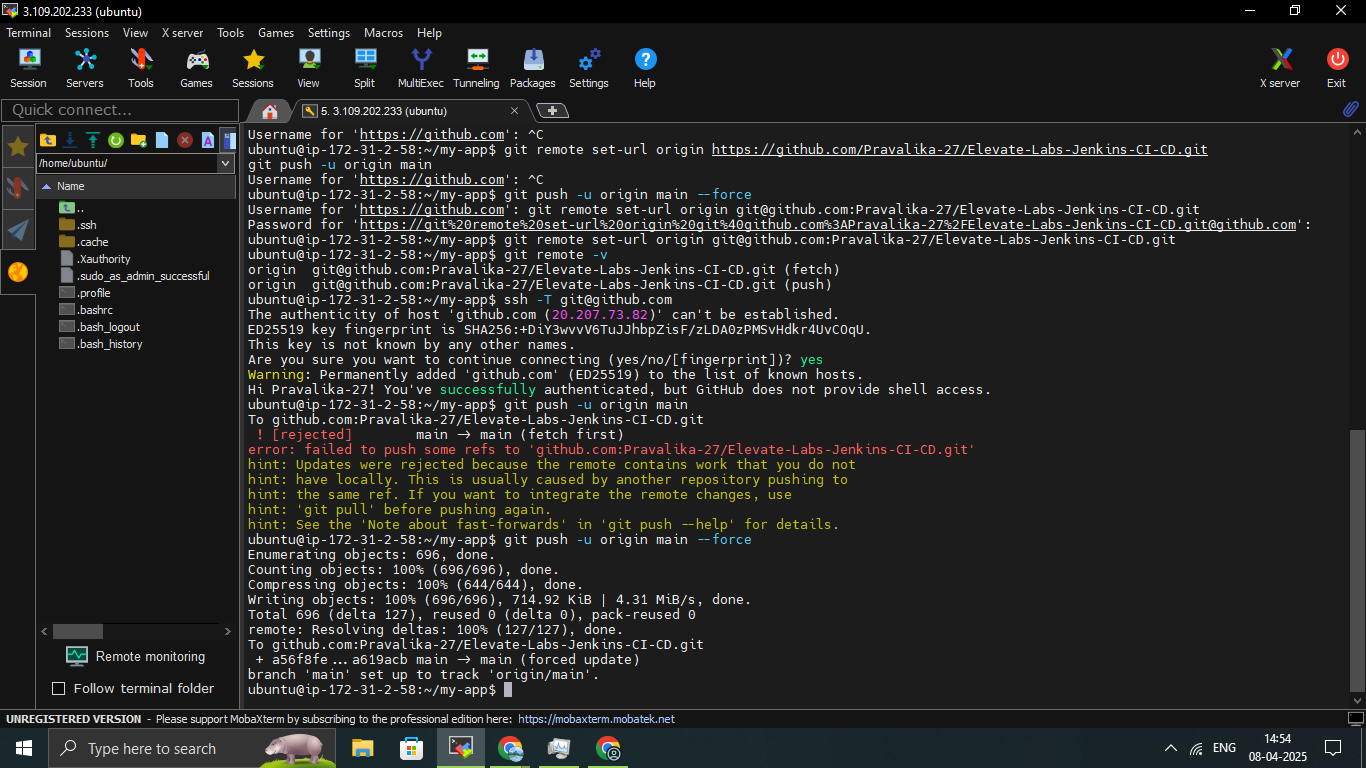 3.109.202.233 (ubuntu)
Terminal Sessions View X server Tools Games Settings Macros Help
Session Servers Tools Games Sessions View Split MultiExec Tunneling Packages Settings Help X server Exit
Quick connect...
5. 3.109.202.233 (ubuntu)
/home/ubuntu/
Name
..
.ssh
.cache
.Xauthority
.sudo_as_admin_successful
.profile
.bashrc
.bash_logout
.bash_history
Remote monitoring
Follow terminal folder
Username for 'https://github.com': ^C
ubuntu@ip-172-31-2-58:~/my-app$ git remote set-url origin https://github.com/Pravalika-27/Elevate-Labs-Jenkins-CI-CD.git
git push -u origin main
Username for 'https://github.com': ^C
ubuntu@ip-172-31-2-58:~/my-app$ git push -u origin main --force
Username for 'https://github.com': git remote set-url origin git@github.com:Pravalika-27/Elevate-Labs-Jenkins-CI-CD.git
Password for 'https://git%20remote%20set-url%20origin%20git%40github.com%3APravalika-27%2FElevate-Labs-Jenkins-CI-CD.git@github.com':
ubuntu@ip-172-31-2-58:~/my-app$ git remote set-url origin git@github.com:Pravalika-27/Elevate-Labs-Jenkins-CI-CD.git
ubuntu@ip-172-31-2-58:~/my-app$ git remote -v
origin  git@github.com:Pravalika-27/Elevate-Labs-Jenkins-CI-CD.git (fetch)
origin  git@github.com:Pravalika-27/Elevate-Labs-Jenkins-CI-CD.git (push)
ubuntu@ip-172-31-2-58:~/my-app$ ssh -T git@github.com
The authenticity of host 'github.com (20.207.73.82)' can't be established.
ED25519 key fingerprint is SHA256:+DiY3wvvV6TuJJhbpZisF/zLDA0zPMSvHdkr4UvCOqU.
This key is not known by any other names.
Are you sure you want to continue connecting (yes/no/[fingerprint])? yes
Warning: Permanently added 'github.com' (ED25519) to the list of known hosts.
Hi Pravalika-27! You've successfully authenticated, but GitHub does not provide shell access.
ubuntu@ip-172-31-2-58:~/my-app$ git push -u origin main
To github.com:Pravalika-27/Elevate-Labs-Jenkins-CI-CD.git
 ! [rejected]        main -> main (fetch first)
error: failed to push some refs to 'github.com:Pravalika-27/Elevate-Labs-Jenkins-CI-CD.git'
hint: Updates were rejected because the remote contains work that you do not
hint: have locally. This is usually caused by another repository pushing to
hint: the same ref. If you want to integrate the remote changes, use
hint: 'git pull' before pushing again.
hint: See the 'Note about fast-forwards' in 'git push --help' for details.
ubuntu@ip-172-31-2-58:~/my-app$ git push -u origin main --force
Enumerating objects: 696, done.
Counting objects: 100% (696/696), done.
Compressing objects: 100% (644/644), done.
Writing objects: 100% (696/696), 714.92 KiB | 4.31 MiB/s, done.
Total 696 (delta 127), reused 0 (delta 0), pack-reused 0
remote: Resolving deltas: 100% (127/127), done.
To github.com:Pravalika-27/Elevate-Labs-Jenkins-CI-CD.git
 + a56f8fe...a619acb main -> main (forced update)
branch 'main' set up to track 'origin/main'.
ubuntu@ip-172-31-2-58:~/my-app$
UNREGISTERED VERSION - Please support MobaXterm by subscribing to the professional edition here: https://mobaxterm.mobatek.net
Type here to search
ENG
14:54
08-04-2025